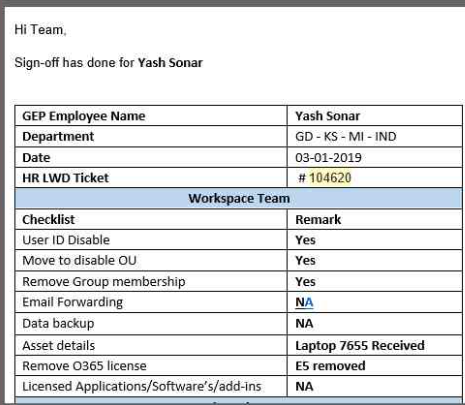 Hi Team,
Sign-off has done for Yash Sonar
GEP Employee Name Yash Sonar
Department GD - KS - MI - IND
Date 03-01-2019
HR LWD Ticket # 104620
Workspace Team
Checklist Remark
User ID Disable Yes
Move to disable OU Yes
Remove Group membership Yes
Email Forwarding NA
Data backup NA
Asset details Laptop 7655 Received
Remove O365 license E5 removed
Licensed Applications/Software's/add-ins NA